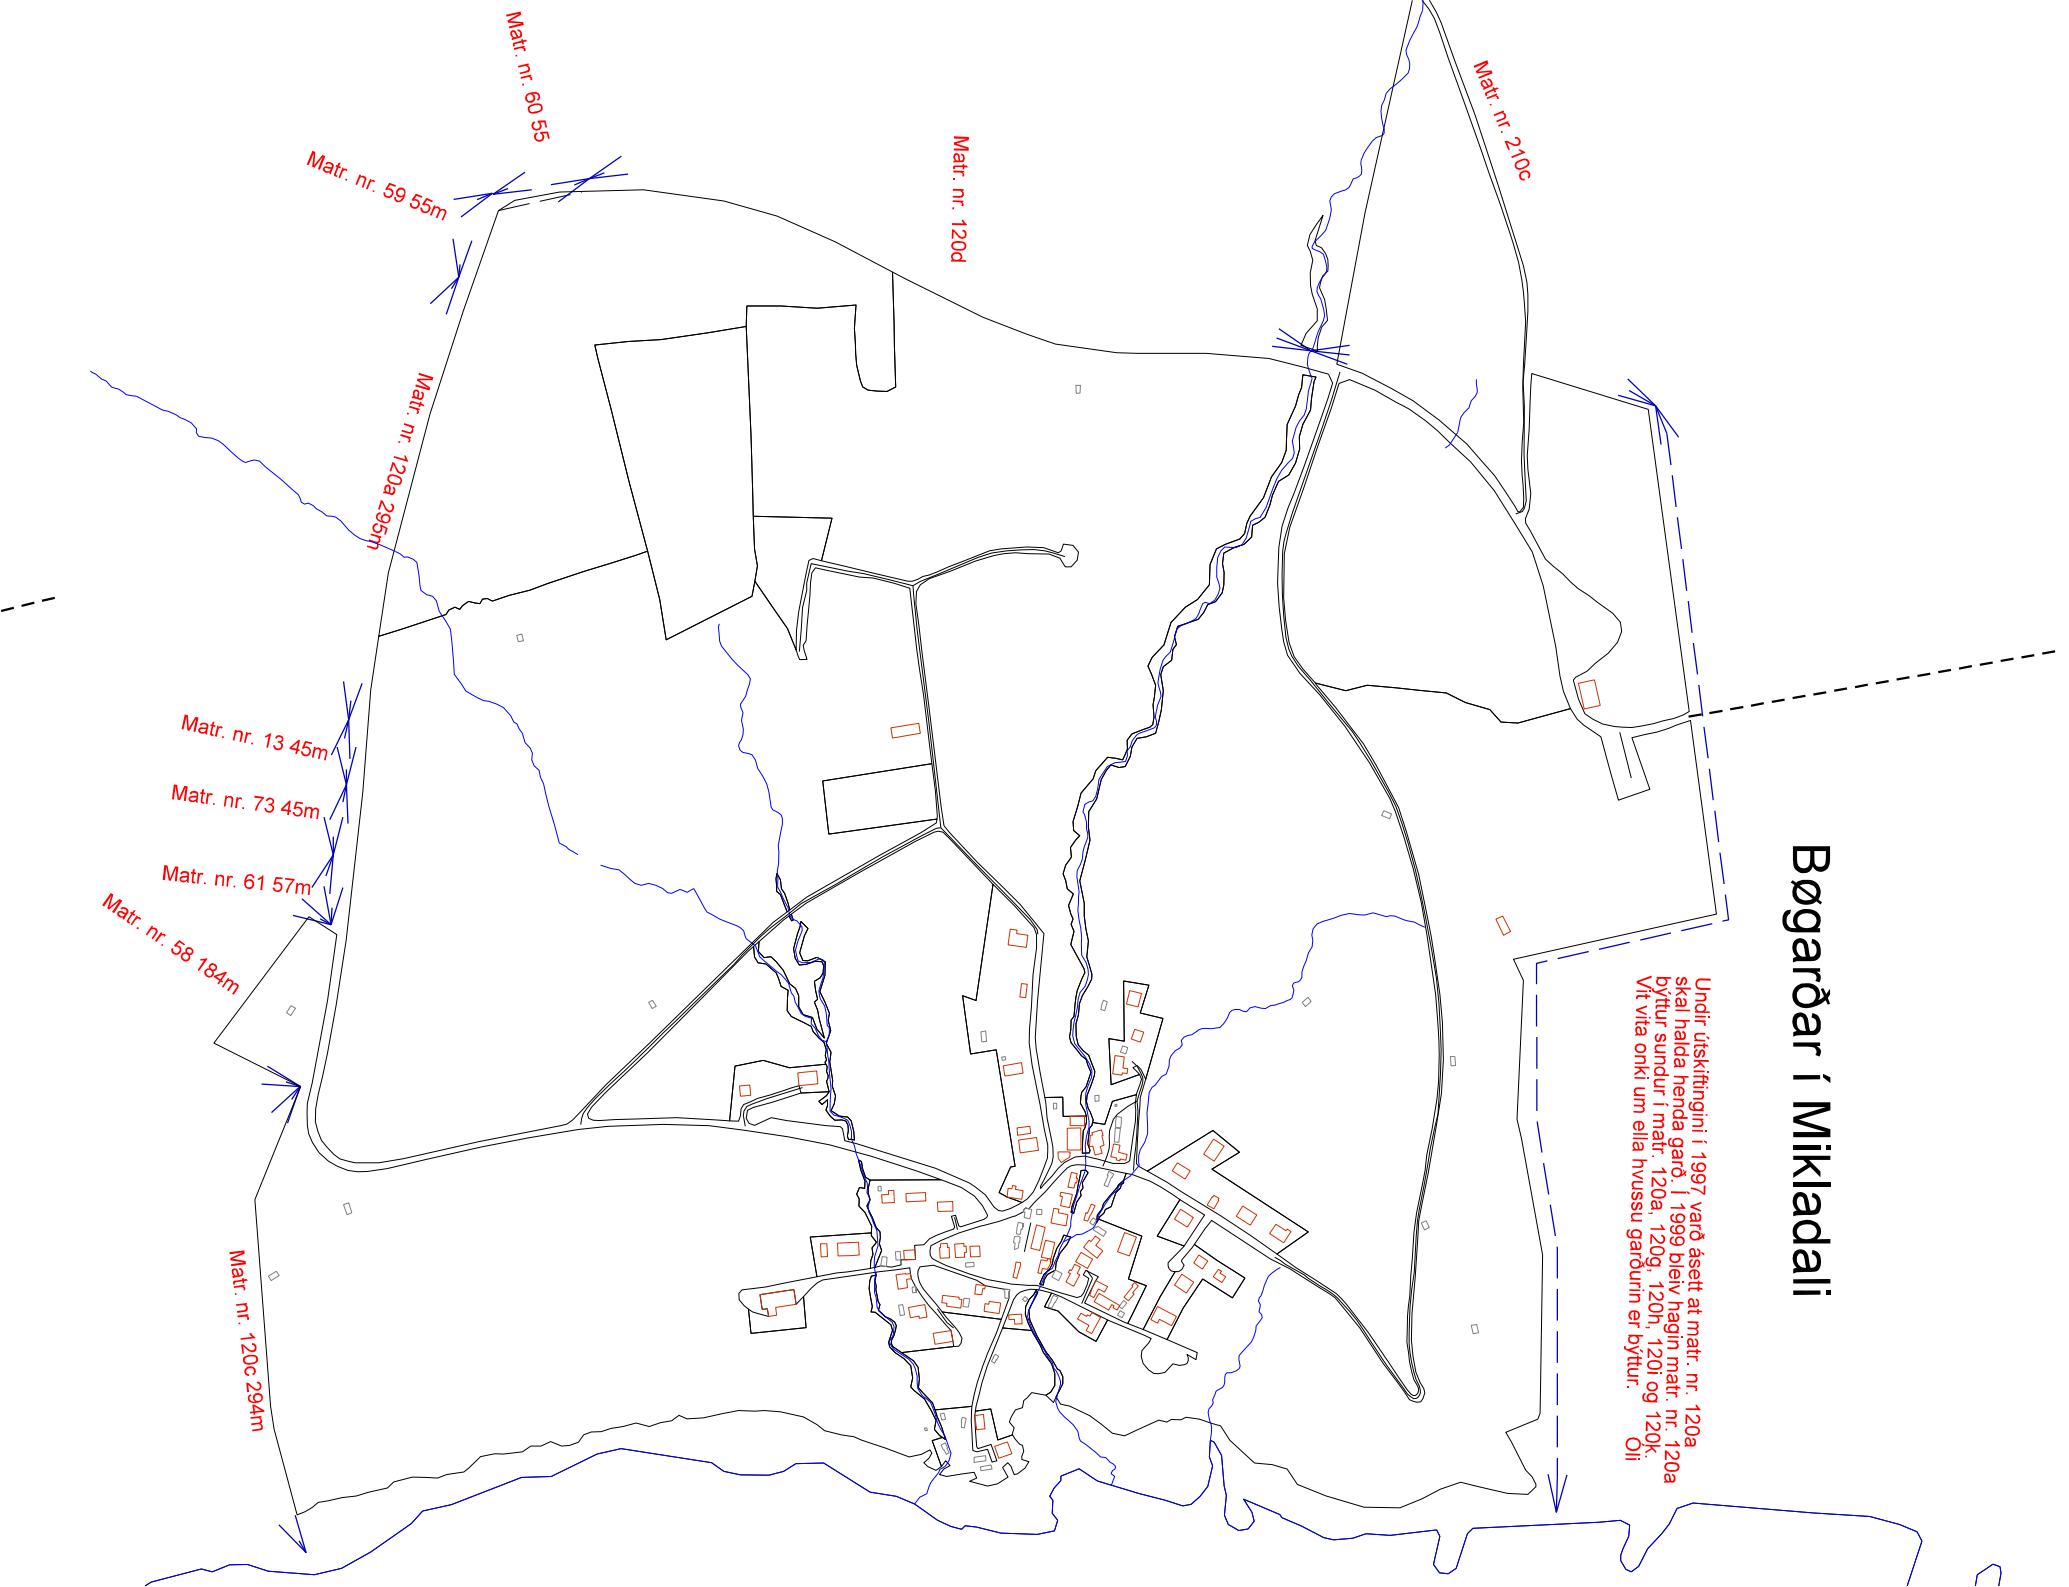 Bøgarðar í Mikladali
Undir útskiftingini í 1997 varð ásett at matr. nr. 120a
skal halda henda garð. Í 1999 bleiv hagin matr. nr. 120a
býttur sundur í matr. 120a, 120g, 120h, 120i og 120k.
Vit vita onki um ella hvussu garðurin er býttur. Óli
Matr. nr. 210c
Matr. nr. 120d
Matr. nr. 60 55
Matr. nr. 59 55m
Matr. nr. 120a 295m
Matr. nr. 13 45m
Matr. nr. 73 45m
Matr. nr. 61 57m
Matr. nr. 58 184m
Matr. nr. 120c 294m